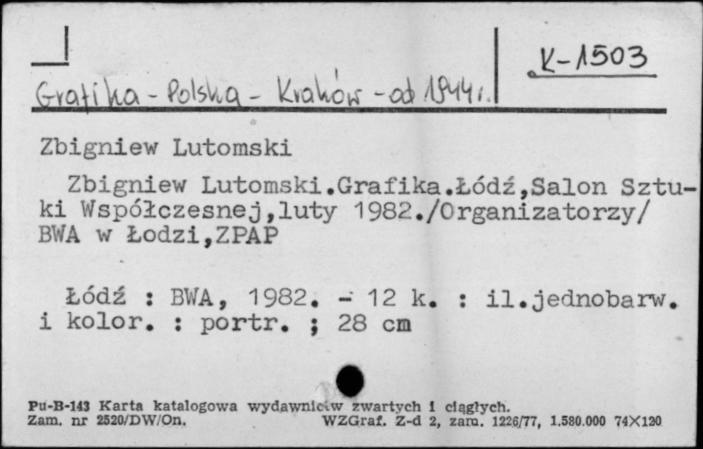 K-1503
Grafika - Polska - Kraków - od 1944 r.
Zbigniew Lutomski
Zbigniew Lutomski.Grafika.Łódź,Salon Sztu-
ki Współczesnej,luty 1982./Organizatorzy/
BWA w Łodzi,ZPAP
Łódź : BWA, 1982. - 12 k. : il.jednobarw.
i kolor. : portr. ; 28 cm
Pu-B-143 Karta katalogowa wydawnictw zwartych i ciągłych.
Zam. nr 2520/DW/On. WZGraf. Z-d 2, zam. 1226/77, 1.580.000 74X120